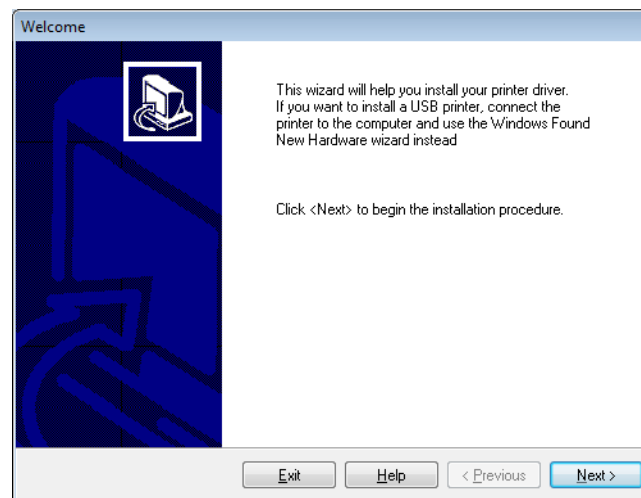 Welcome
This wizard will help you install your printer driver.
If you want to install a USB printer, connect the
printer to the computer and use the Windows Found
New Hardware wizard instead
Click <Next> to begin the installation procedure.
Exit Help < Previous Next >